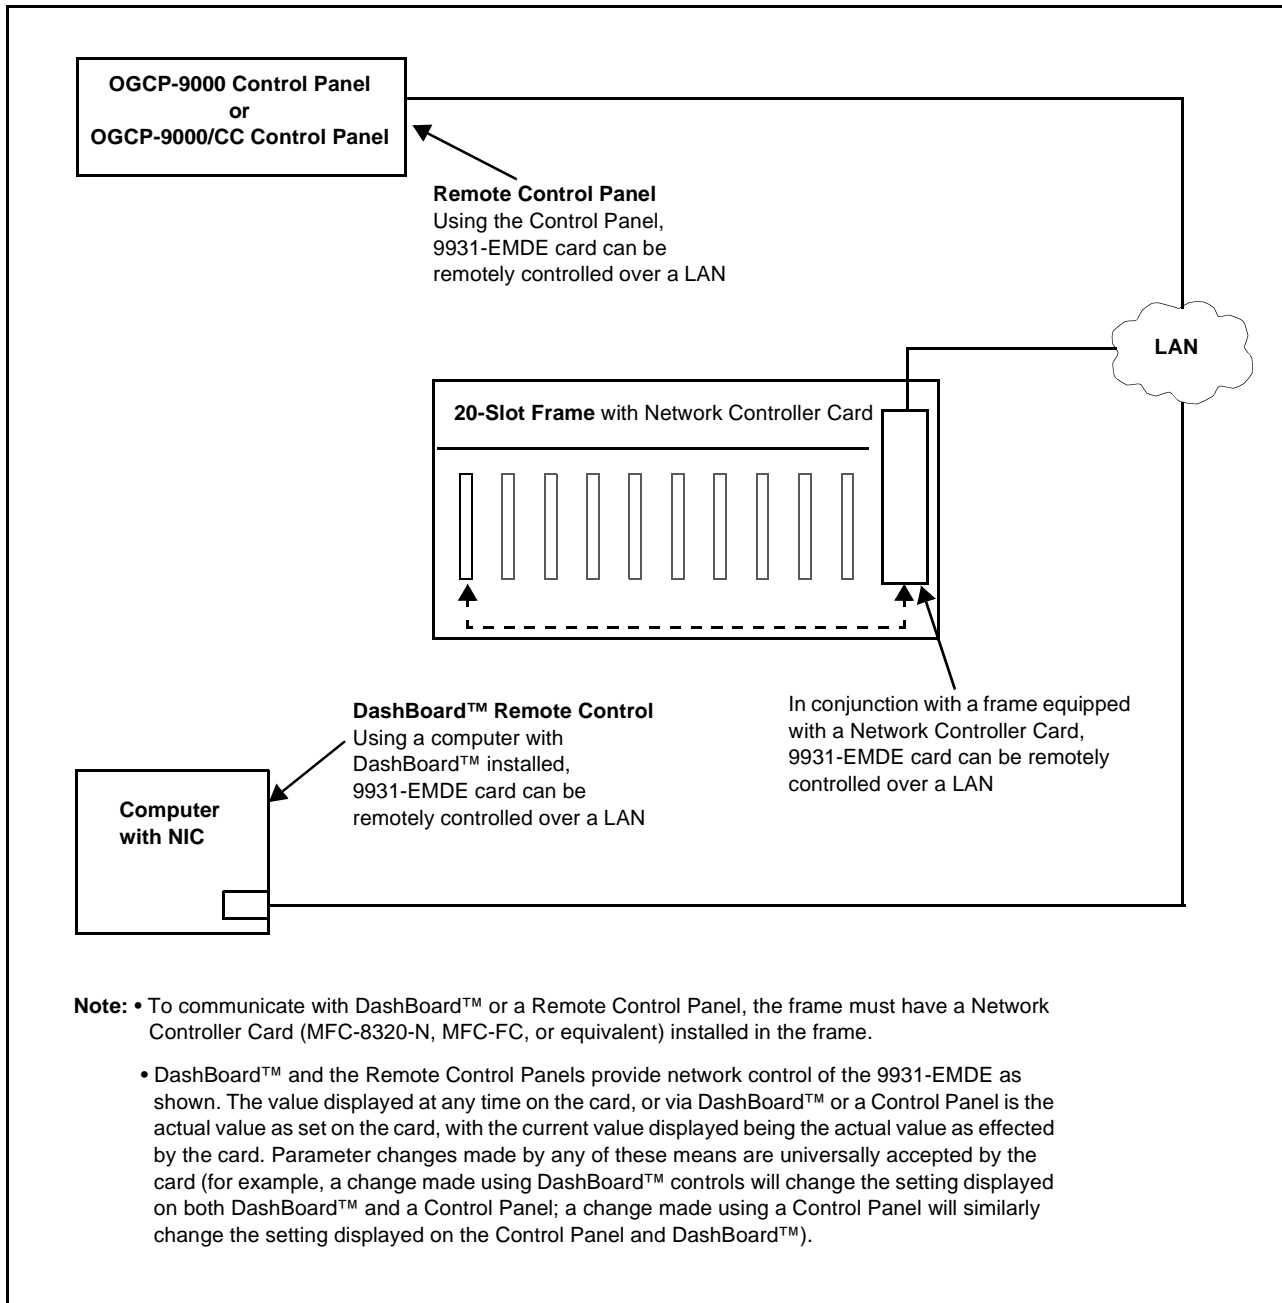 OGCP-9000 Control Panel
or
OGCP-9000/CC Control Panel
Remote Control Panel
Using the Control Panel,
9931-EMDE card can be
remotely controlled over a LAN
LAN
20-Slot Frame with Network Controller Card
DashBoard™ Remote Control
Using a computer with
DashBoard™ installed,
9931-EMDE card can be
remotely controlled over a LAN
In conjunction with a frame equipped
with a Network Controller Card,
9931-EMDE card can be remotely
controlled over a LAN
Computer
with NIC
Note: • To communicate with DashBoard™ or a Remote Control Panel, the frame must have a Network
Controller Card (MFC-8320-N, MFC-FC, or equivalent) installed in the frame.
• DashBoard™ and the Remote Control Panels provide network control of the 9931-EMDE as
shown. The value displayed at any time on the card, or via DashBoard™ or a Control Panel is the
actual value as set on the card, with the current value displayed being the actual value as effected
by the card. Parameter changes made by any of these means are universally accepted by the
card (for example, a change made using DashBoard™ controls will change the setting displayed
on both DashBoard™ and a Control Panel; a change made using a Control Panel will similarly
change the setting displayed on the Control Panel and DashBoard™).